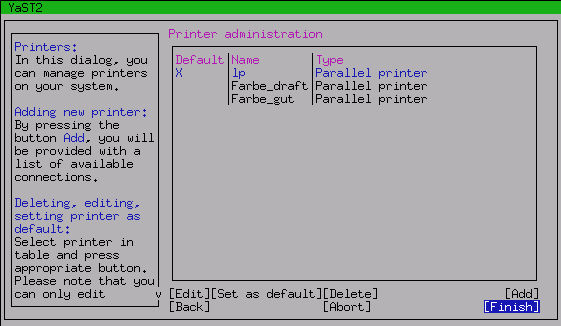 YaST2
Printers:
In this dialog, you
can manage printers
on your system.
Adding new printer:
By pressing the
button Add, you will
be provided with a
list of available
connections.
Deleting, editing,
setting printer as
default:
Select printer in
table and press
appropriate button.
Please note that you
can only edit v
Printer administration
Default Name Type
X lp Parallel printer
Farbe_draft Parallel printer
Farbe_gut Parallel printer
[Edit][Set as default][Delete] [Add]
[Back] [Abort] [Finish]